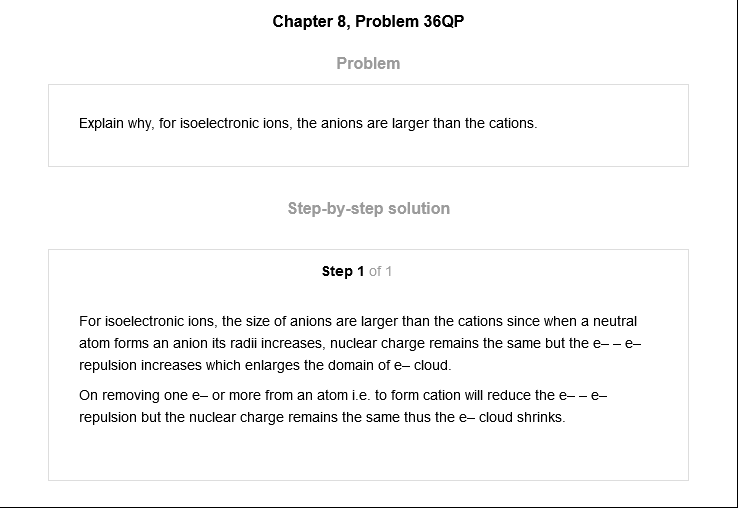 Chapter 8, Problem 36QP
Problem
Explain why, for isoelectronic ions, the anions are larger than the cations.
Step-by-step solution
Step 1 of 1
For isoelectronic ions, the size of anions are larger than the cations since when a neutral
atom forms an anion its radii increases, nuclear charge remains the same but the e– – e–
repulsion increases which enlarges the domain of e– cloud.
On removing one e– or more from an atom i.e. to form cation will reduce the e– – e–
repulsion but the nuclear charge remains the same thus the e– cloud shrinks.